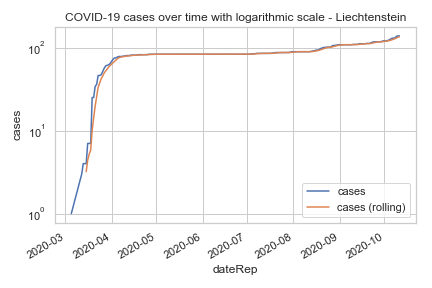 COVID-19 cases over time with logarithmic scale - Liechtenstein
10²
10¹
10⁰
cases
cases
cases (rolling)
2020-03
2020-04
2020-05
2020-06
2020-07
2020-08
2020-09
2020-10
dateRep